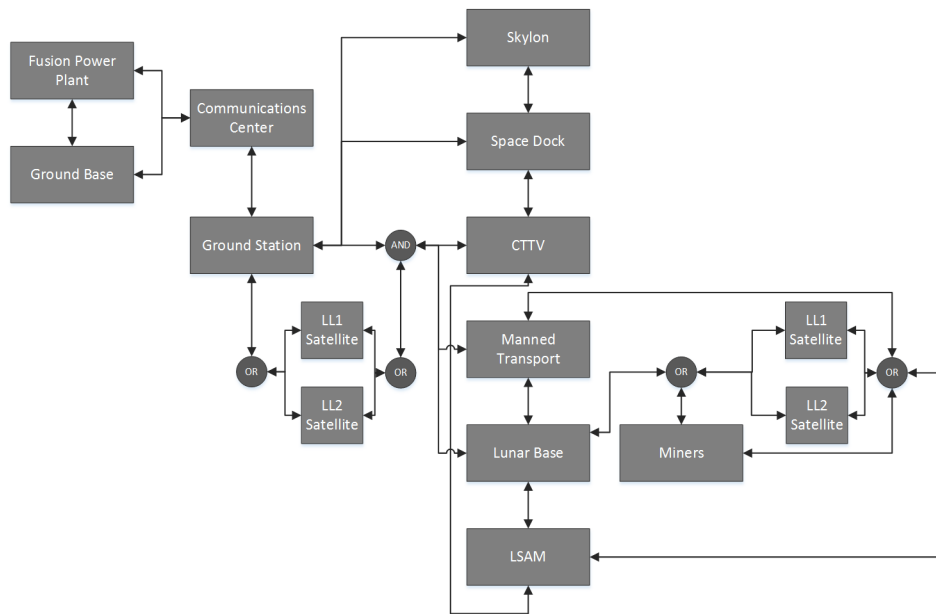 Skylon
Fusion Power
Plant
Communications
Center
Space Dock
Ground Base
Ground Station
AND
CTTV
LL1
Satellite
Manned
Transport
LL1
Satellite
OR
OR
OR
OR
LL2
Satellite
LL2
Satellite
Lunar Base
Miners
LSAM